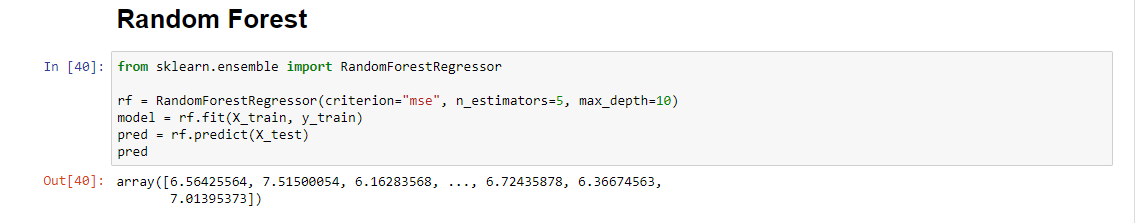 Random Forest
In [40]: from sklearn.ensemble import RandomForestRegressor
rf = RandomForestRegressor(criterion="mse", n_estimators=5, max_depth=10)
model = rf.fit(X_train, y_train)
pred = rf.predict(X_test)
pred
Out[40]: array([6.56425564, 7.51500054, 6.16283568, ..., 6.72435878, 6.36674563,
7.01395373])